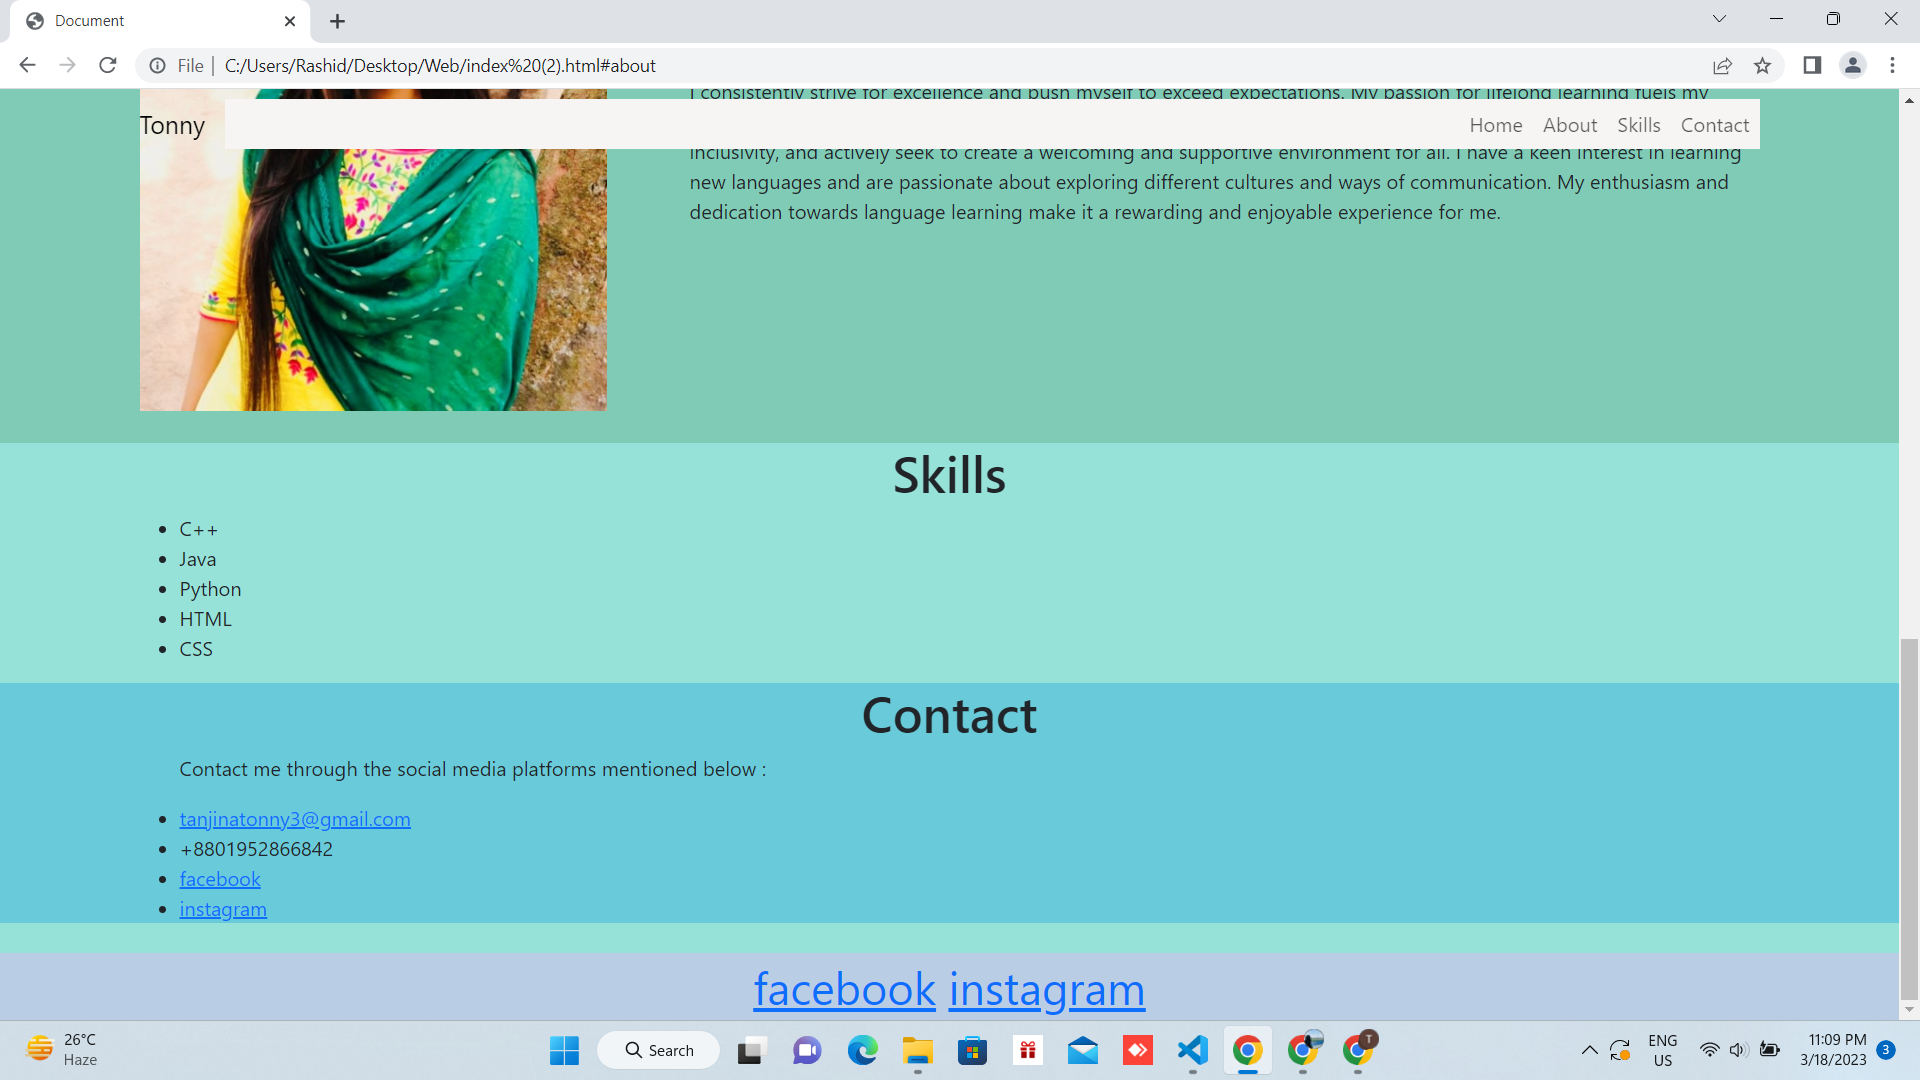 Document
File
C:/Users/Rashid/Desktop/Web/index%20(2).html#about
I consistently strive for excellence and push myself to exceed expectations. My passion for lifelong learning fuels my
Tonny
Home About Skills Contact
inclusivity, and actively seek to create a welcoming and supportive environment for all. I have a keen interest in learning
new languages and are passionate about exploring different cultures and ways of communication. My enthusiasm and
dedication towards language learning make it a rewarding and enjoyable experience for me.
Skills
C++
Java
Python
HTML
CSS
Contact
Contact me through the social media platforms mentioned below :
tanjinatonny3@gmail.com
+8801952866842
facebook
instagram
facebook instagram
26°C
Haze
Search
T
ENG
US
11:09 PM
3/18/2023
3